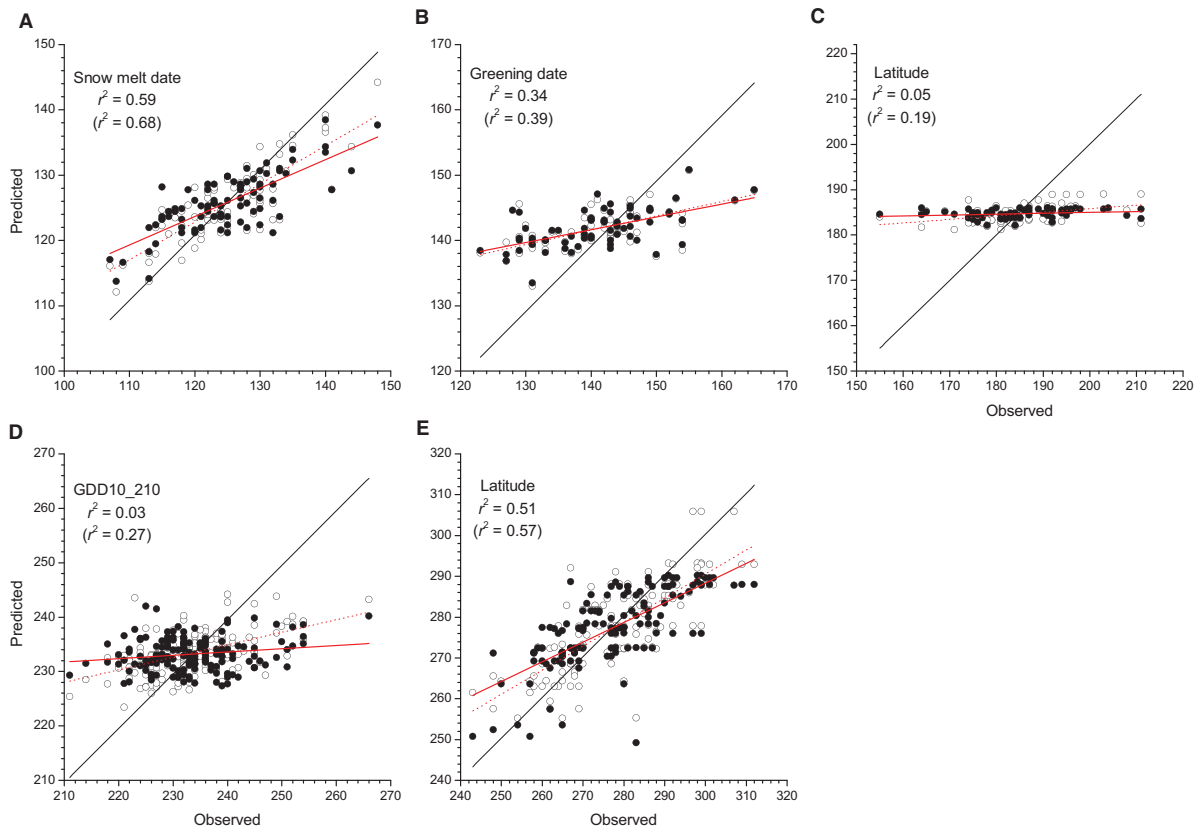 A
Snow melt date
r² = 0.59
(r² = 0.68)
150
140
130
120
110
100
100 110 120 130 140 150
Predicted
B
Greening date
r² = 0.34
(r² = 0.39)
170
160
150
140
130
120
120 130 140 150 160 170
C
Latitude
r² = 0.05
(r² = 0.19)
220
210
200
190
180
170
160
150
150 160 170 180 190 200 210 220
Observed
D
GDD10_210
r² = 0.03
(r² = 0.27)
270
260
250
240
230
220
210
210 220 230 240 250 260 270
Predicted
Observed
E
Latitude
r² = 0.51
(r² = 0.57)
330
320
310
300
290
280
270
260
250
240
240 250 260 270 280 290 300 310 320
Observed